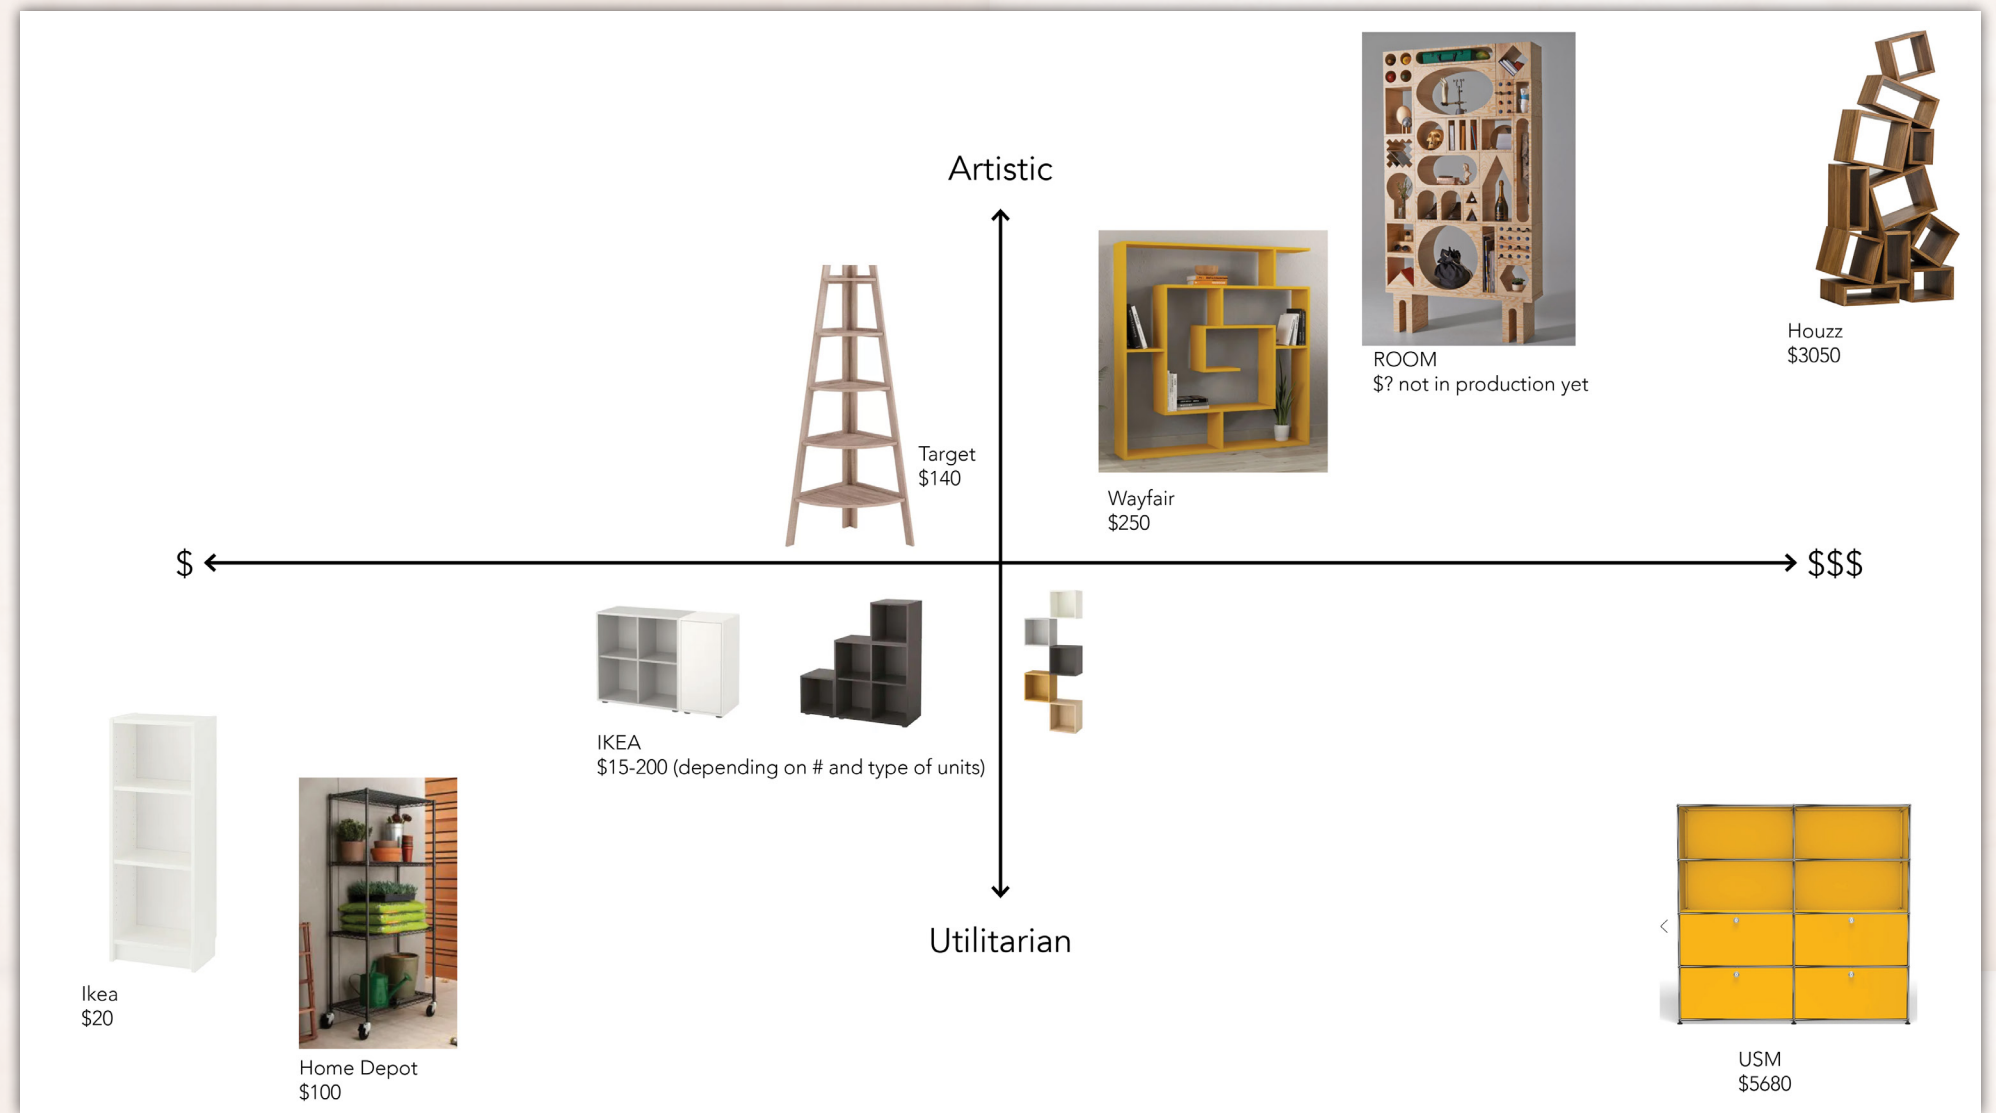 Artistic
Houzz
$3050
ROOM
$? not in production yet
Target
$140
Wayfair
$250
$
$$$
IKEA
$15-200 (depending on # and type of units)
Utilitarian
Ikea
$20
Home Depot
$100
USM
$5680